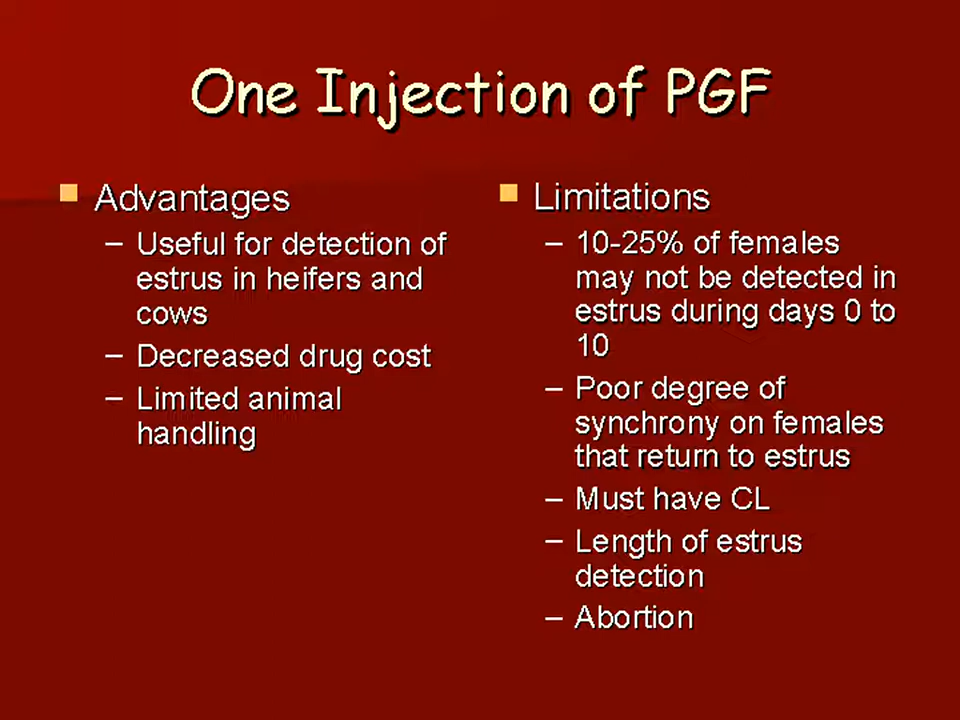 One Injection of PGF
Advantages
– Useful for detection of
estrus in heifers and
cows
– Decreased drug cost
– Limited animal
handling
Limitations
– 10-25% of females
may not be detected in
estrus during days 0 to
10
– Poor degree of
synchrony on females
that return to estrus
– Must have CL
– Length of estrus
detection
– Abortion